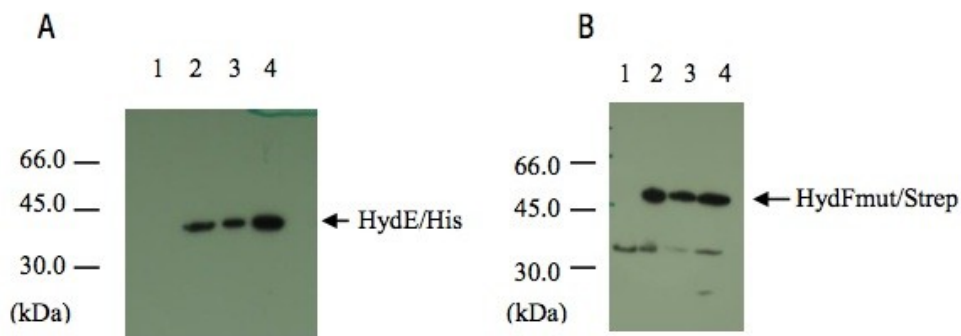 A
1 2 3 4
66.0
45.0
HydE/His
30.0
(kDa)
B
1 2 3 4
66.0
HydFmut/Strep
45.0
30.0
(kDa)